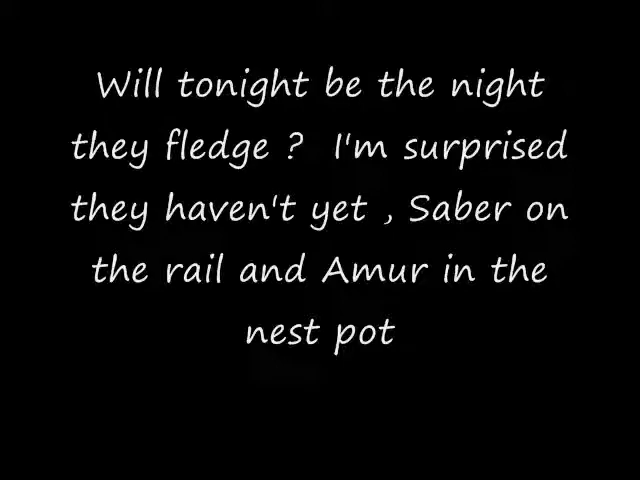 Will tonight be the night
they fledge ?  I'm surprised
they haven't yet , Saber on
the rail and Amur in the
nest pot